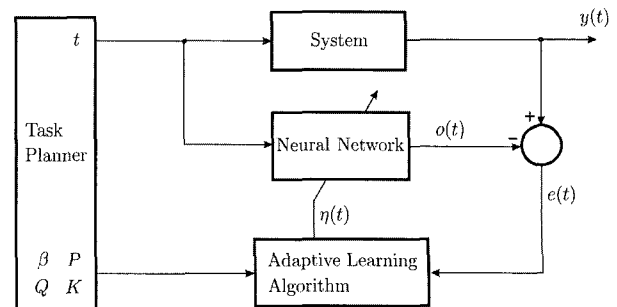 t
System
y(t)
Task
Planner
Neural Network
o(t)
+
-
e(t)
η(t)
β P
Q K
Adaptive Learning
Algorithm